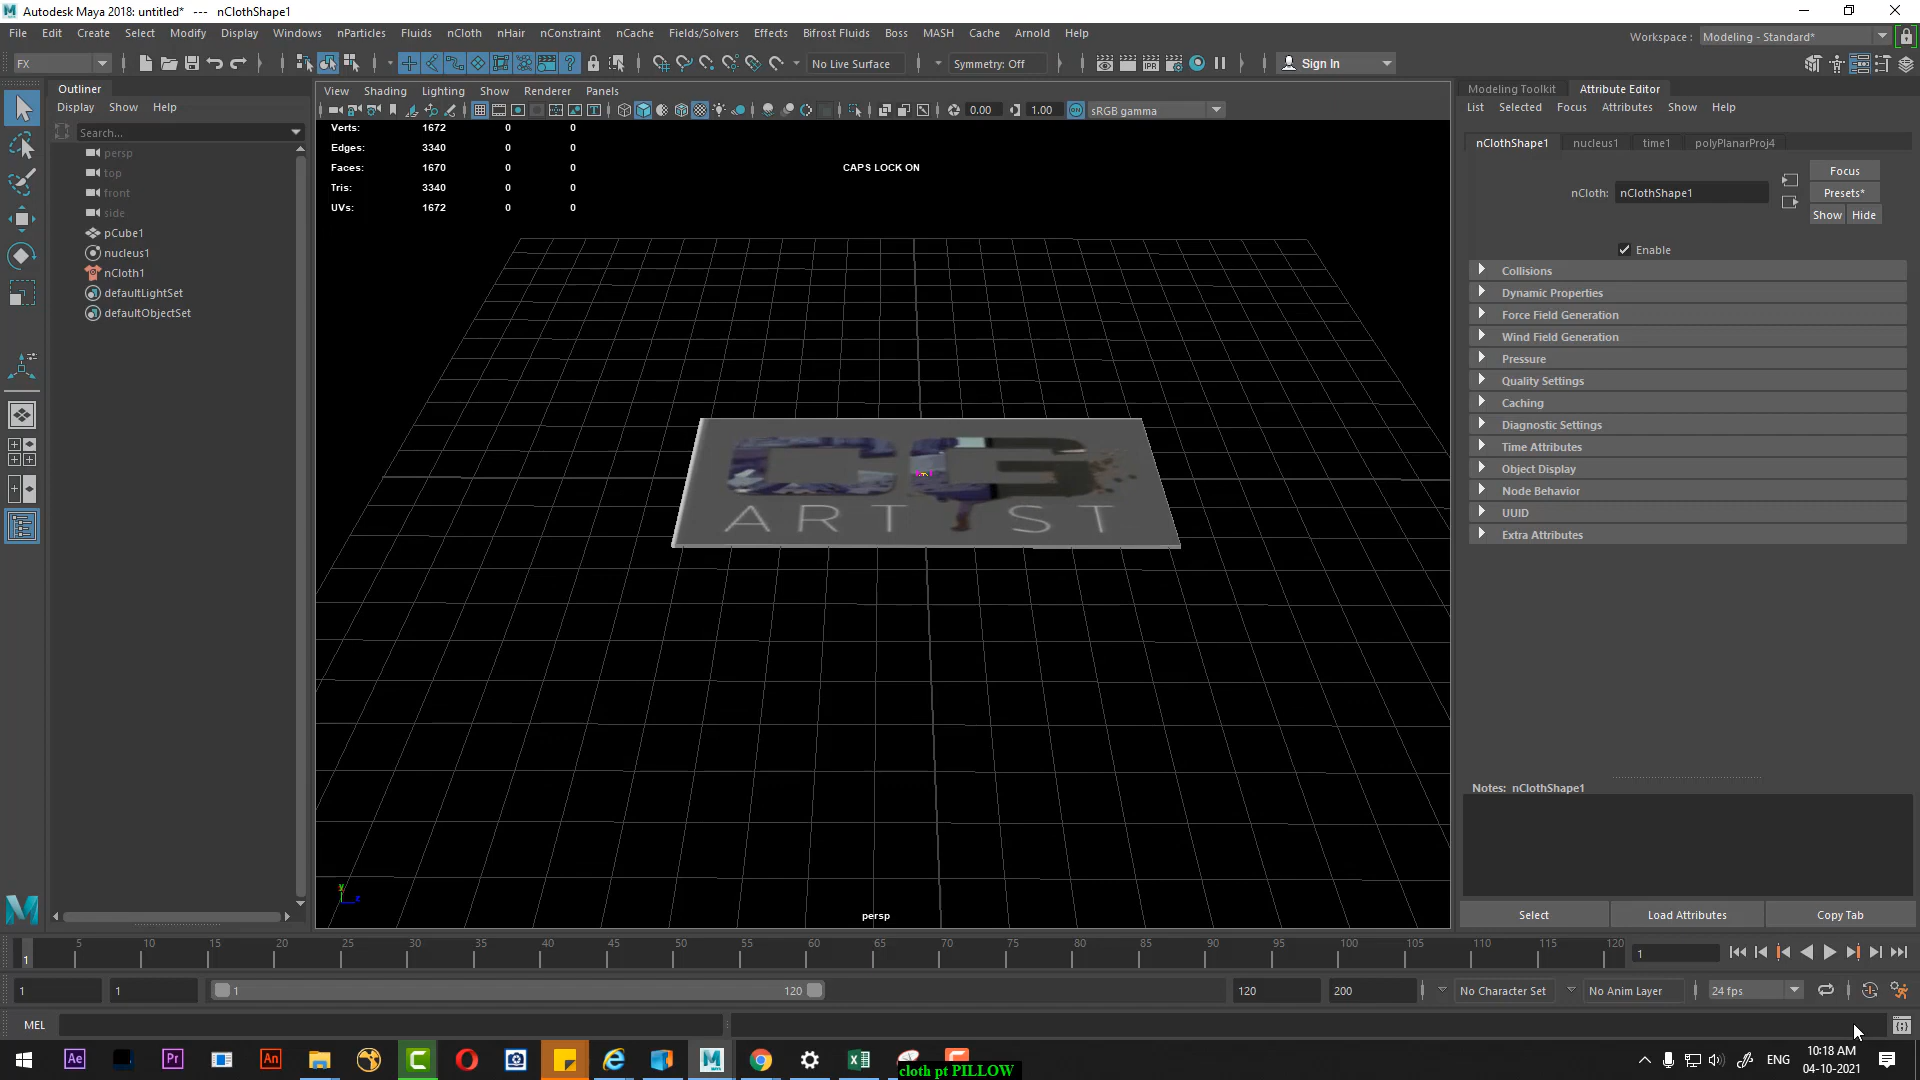 Autodesk Maya 2018: untitled* --- nClothShape1
File Edit Create Select Modify Display Windows nParticles Fluids nCloth nHair nConstraint nCache Fields/Solvers Effects Bifrost Fluids Boss MASH Cache Arnold Help
Workspace : Modeling - Standard*
FX
No Live Surface
Symmetry: Off
Sign In
Outliner
Display Show Help
Search...
persp
top
front
side
pCube1
nucleus1
nCloth1
defaultLightSet
defaultObjectSet
View Shading Lighting Show Renderer Panels
0.00
1.00
sRGB gamma
Verts: 1672 0 0
Edges: 3340 0 0
Faces: 1670 0 0
Tris: 3340 0 0
UVs: 1672 0 0
CAPS LOCK ON
ART ST
y
z
persp
Modeling Toolkit Attribute Editor
List Selected Focus Attributes Show Help
nClothShape1 nucleus1 time1 polyPlanarProj4
nCloth: nClothShape1
Focus
Presets*
Show Hide
Enable
Collisions
Dynamic Properties
Force Field Generation
Wind Field Generation
Pressure
Quality Settings
Caching
Diagnostic Settings
Time Attributes
Object Display
Node Behavior
UUID
Extra Attributes
Notes: nClothShape1
Select Load Attributes Copy Tab
1 5 10 15 20 25 30 35 40 45 50 55 60 65 70 75 80 85 90 95 100 105 110 115 120
1
1 1 1 120 120 200
No Character Set
No Anim Layer
24 fps
MEL
Ae Pr An
cloth pt PILLOW
ENG
10:18 AM
04-10-2021